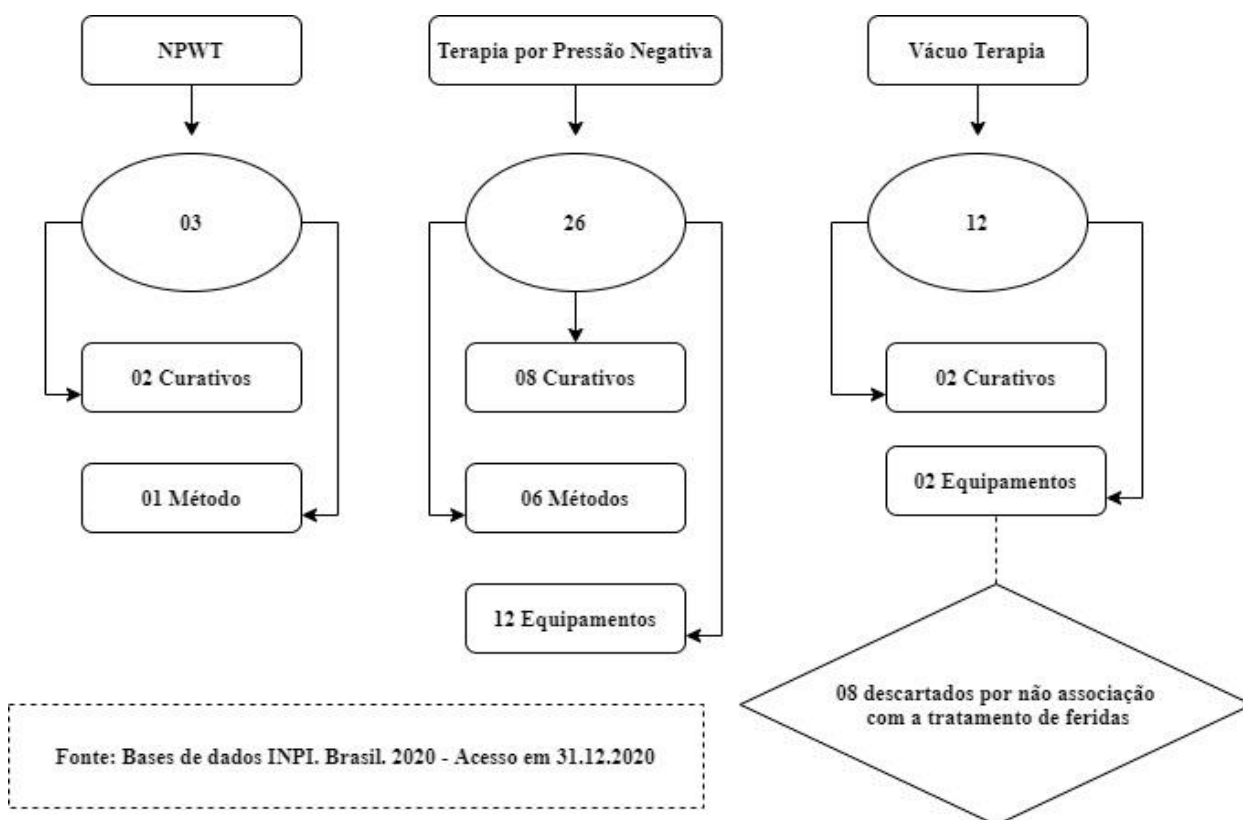 NPWT
Terapia por Pressão Negativa
Vácuo Terapia
03
26
12
02 Curativos
08 Curativos
02 Curativos
01 Método
06 Métodos
02 Equipamentos
12 Equipamentos
08 descartados por não associação
com a tratamento de feridas
Fonte: Bases de dados INPI. Brasil. 2020 - Acesso em 31.12.2020